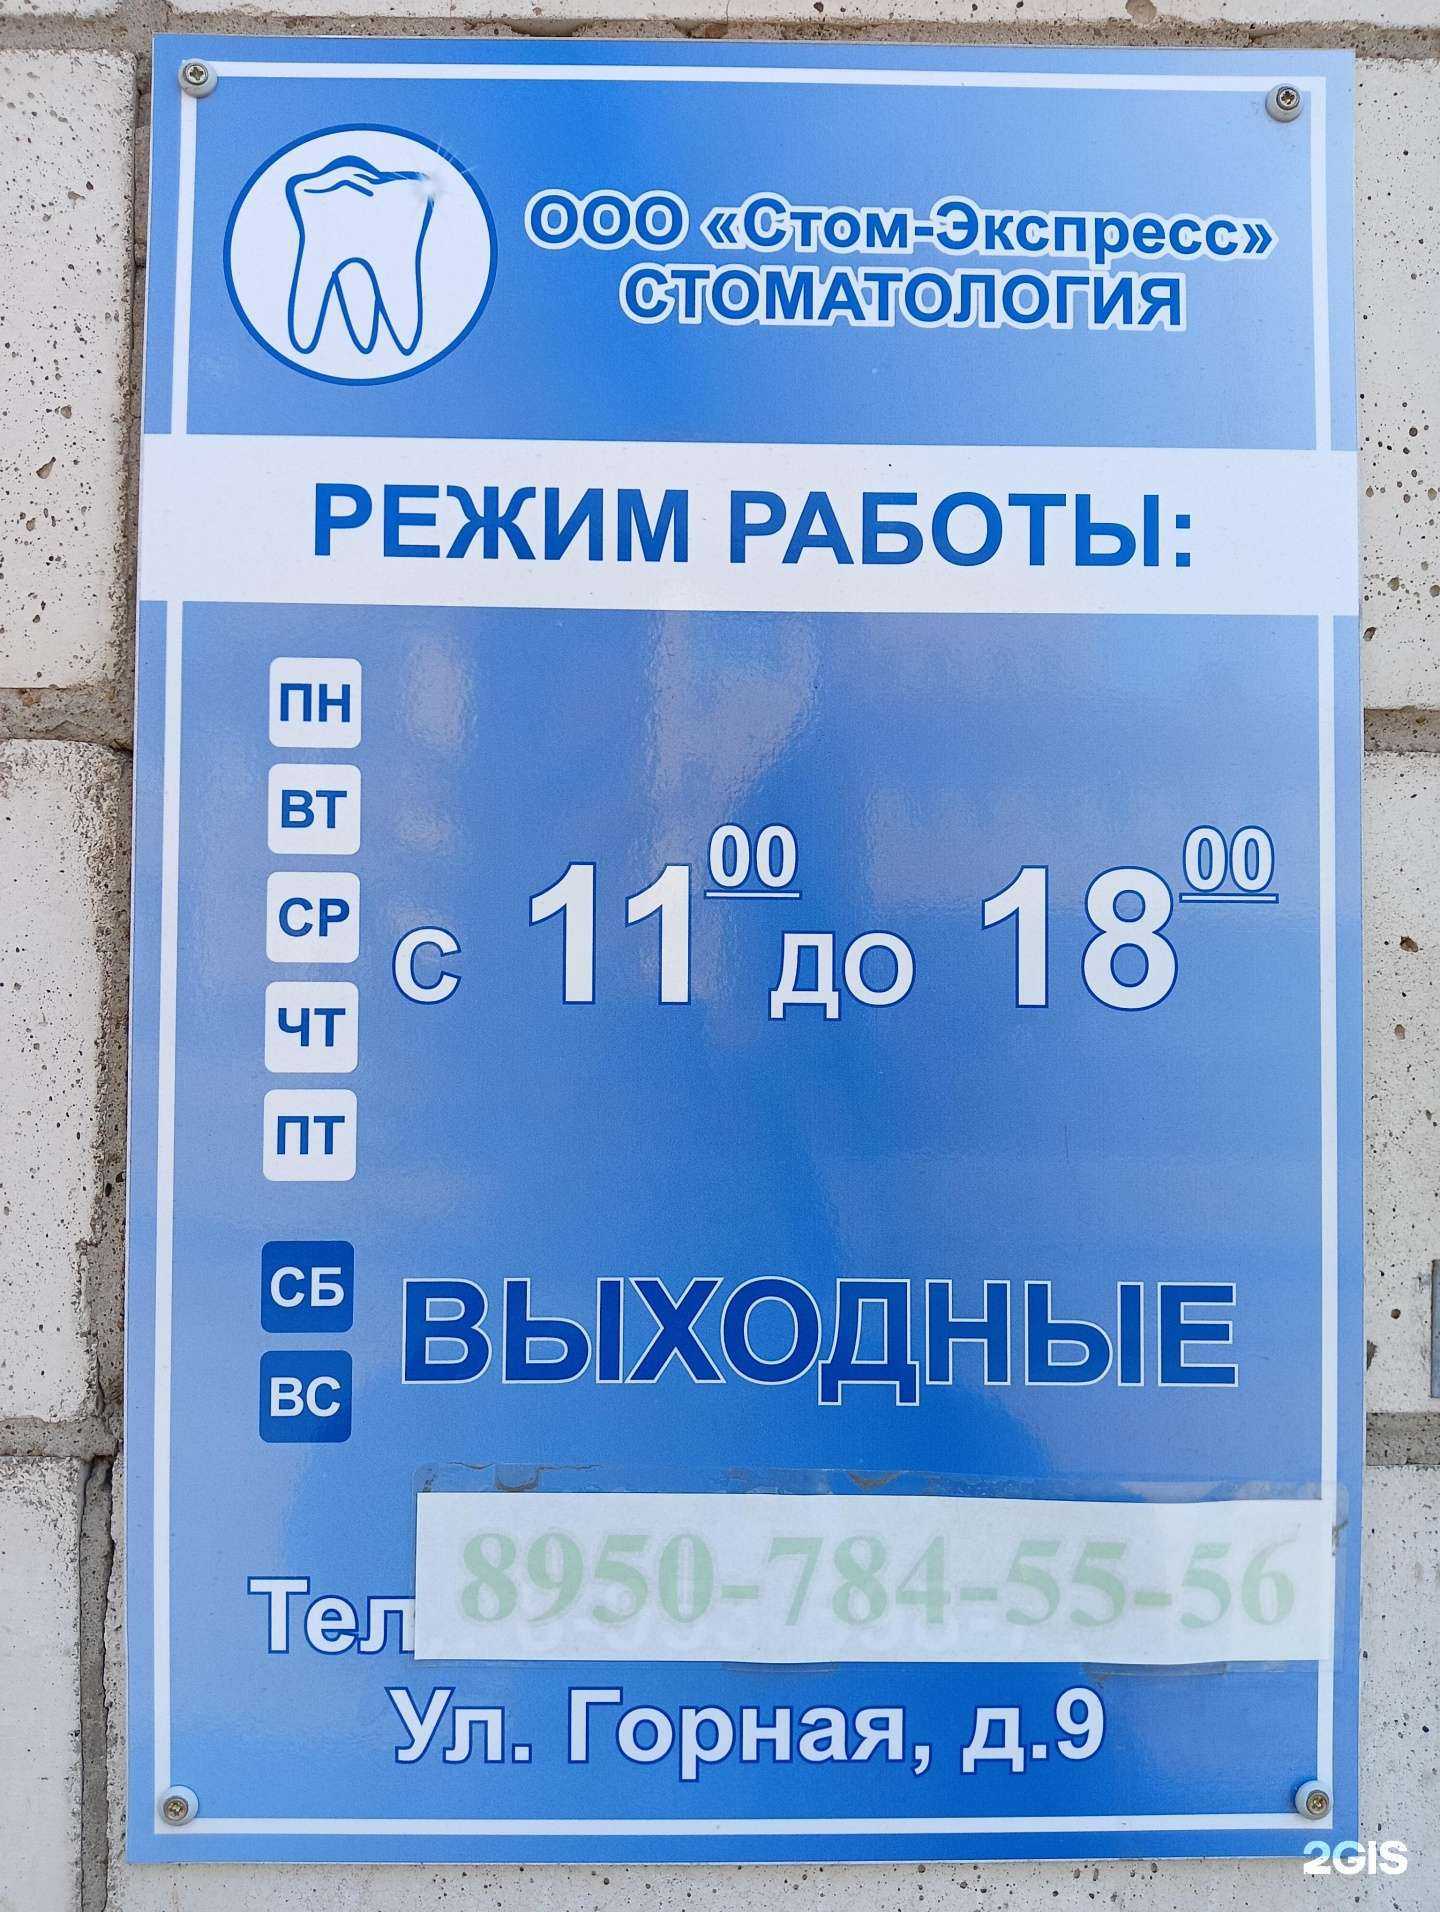 ООО «Стом-Экспресс»
СТОМАТОЛОГИЯ
РЕЖИМ РАБОТЫ:
ПН
ВТ
СР
ЧТ
ПТ
с 11 00 до 18 00
СБ
ВС
ВЫХОДНЫЕ
Тел. 8950-784-55-56
Ул. Горная, д.9
2GIS